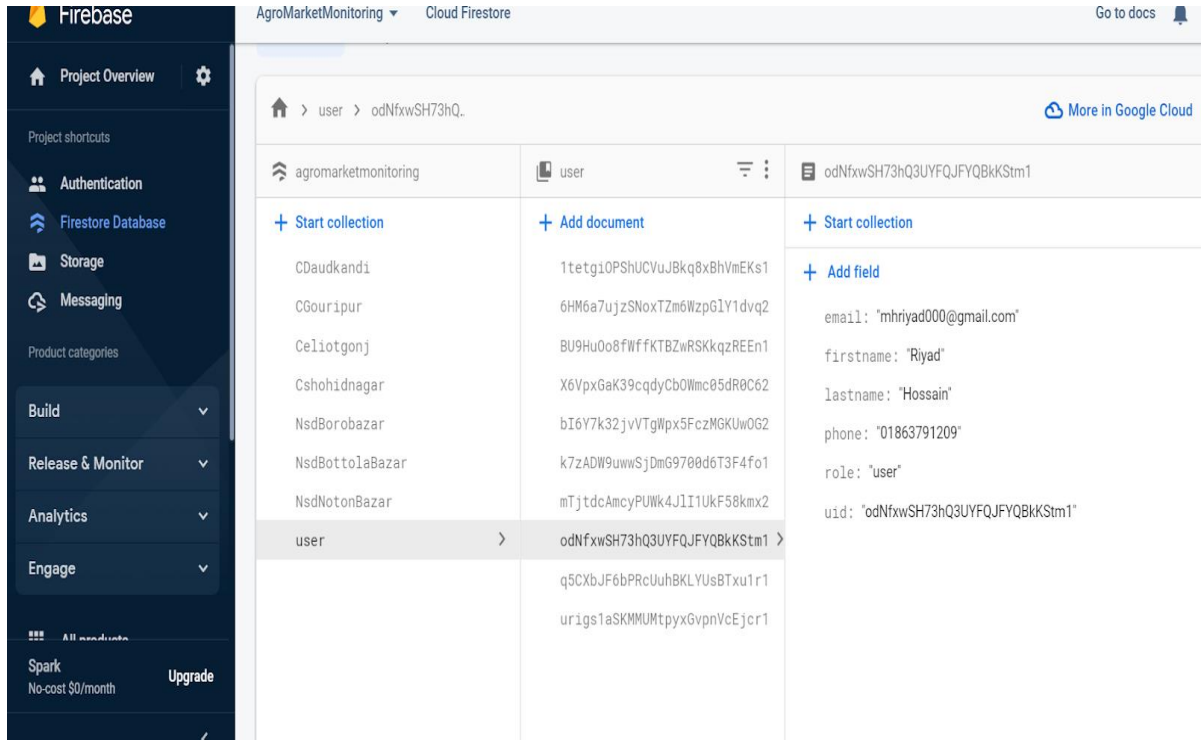 Firebase
AgroMarketMonitoring
Cloud Firestore
Go to docs
Project Overview
Project shortcuts
Authentication
Firestore Database
Storage
Messaging
Product categories
Build
Release & Monitor
Analytics
Engage
All products
Spark
No-cost $0/month
Upgrade
user > odNfxwSH73hQ..
More in Google Cloud
agromarketmonitoring
+ Start collection
CDaudkandi
CGouripur
Celiotgonj
Cshohidnagar
NsdBorobazar
NsdBottolaBazar
NsdNotonBazar
user
user
+ Add document
1tetgiOPShUCVuJBkq8xBhVmEKs1
6HM6a7ujzSNoxTZm6WzpGlY1dvq2
BU9HuOo8fWffKTBZwRSKkqzREEn1
X6VpxGaK39cqdyCbOWmc05dR0C62
bI6Y7k32jvVTgWpx5FczMGKUwOG2
k7zADW9uwwSjDmG9700d6T3F4fo1
mTjtdcAmcyPUWk4JlI1UkF58kmx2
odNfxwSH73hQ3UYFQJFYQBkKStm1
q5CXbJF6bPRcUuhBKLYUsBTxu1r1
urigs1aSKMMUMtpyxGvpnVcEjcr1
odNfxwSH73hQ3UYFQJFYQBkKStm1
+ Start collection
+ Add field
email: "mhriyad000@gmail.com"
firstname: "Riyad"
lastname: "Hossain"
phone: "01863791209"
role: "user"
uid: "odNfxwSH73hQ3UYFQJFYQBkKStm1"